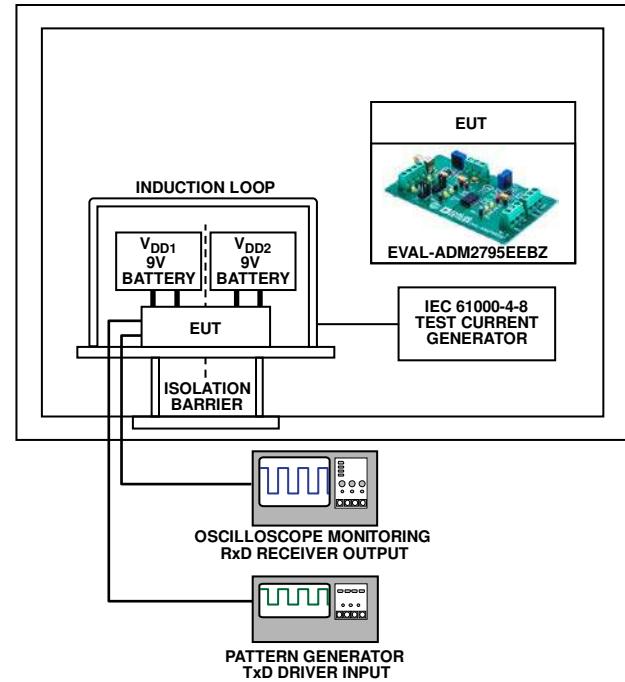 EUT
EVAL-ADM2795EEBZ
INDUCTION LOOP
VDD1
9V
BATTERY
VDD2
9V
BATTERY
EUT
IEC 61000-4-8
TEST CURRENT
GENERATOR
ISOLATION
BARRIER
OSCILLOSCOPE MONITORING
RxD RECEIVER OUTPUT
PATTERN GENERATOR
TxD DRIVER INPUT